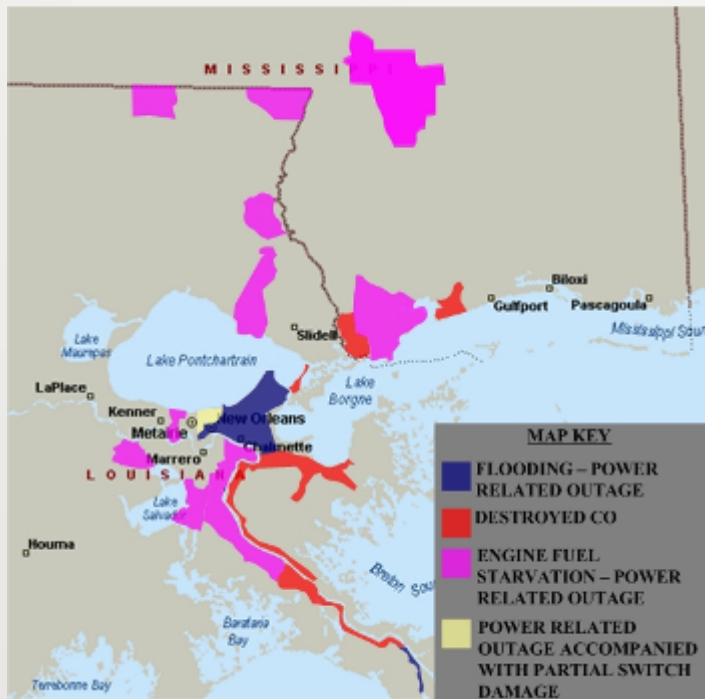 MISSISSIPPI
Biloxi
Gulfport
Pascagoula
Mississippi Soun
Slidell
Lake
Maurepas
Lake Pontchartrain
Lake
Borgne
LaPlace
Kenner
New Orleans
Metairie
Chalmette
Marrero
LOUISIANA
Lake
Salvador
Houma
Breton Soun
Barataria
Bay
Terrebonne Bay
MAP KEY
FLOODING – POWER
RELATED OUTAGE
DESTROYED CO
ENGINE FUEL
STARVATION – POWER
RELATED OUTAGE
POWER RELATED
OUTAGE ACCOMPANIED
WITH PARTIAL SWITCH
DAMAGE